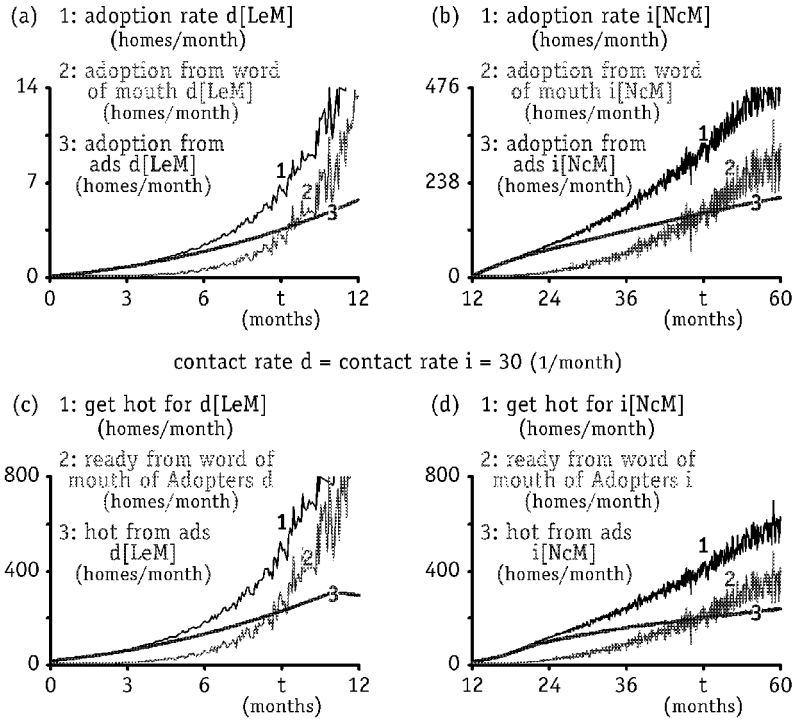 (a) 1: adoption rate d[LeM]
(homes/month)
2: adoption from word
of mouth d[LeM]
(homes/month)
3: adoption from
ads d[LeM]
(homes/month)
14
7
0
1
2
3
0 3 6 t 12
(months)
(b) 1: adoption rate i[NcM]
(homes/month)
2: adoption from word
of mouth i[NcM]
(homes/month)
3: adoption from
ads i[NcM]
(homes/month)
476
238
0
1
2
3
12 24 36 t 60
(months)
contact rate d = contact rate i = 30 (1/month)
(c) 1: get hot for d[LeM]
(homes/month)
2: ready from word of
mouth of Adopters d
(homes/month)
3: hot from ads
d[LeM]
(homes/month)
800
400
0
1
2
3
0 3 6 t 12
(months)
(d) 1: get hot for i[NcM]
(homes/month)
2: ready from word of
mouth of Adopters i
(homes/month)
3: hot from ads
i[NcM]
(homes/month)
800
400
0
1
2
3
12 24 36 t 60
(months)